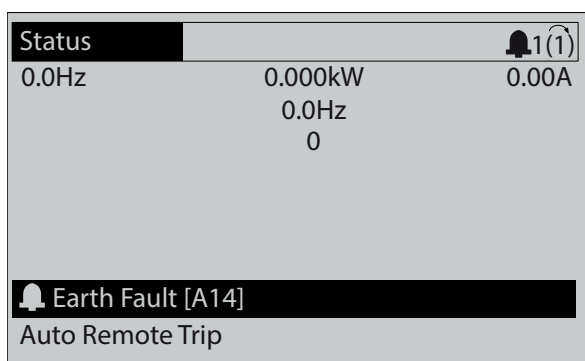 Status 1(1)
0.0Hz 0.000kW 0.00A
0.0Hz
0
Earth Fault [A14]
Auto Remote Trip